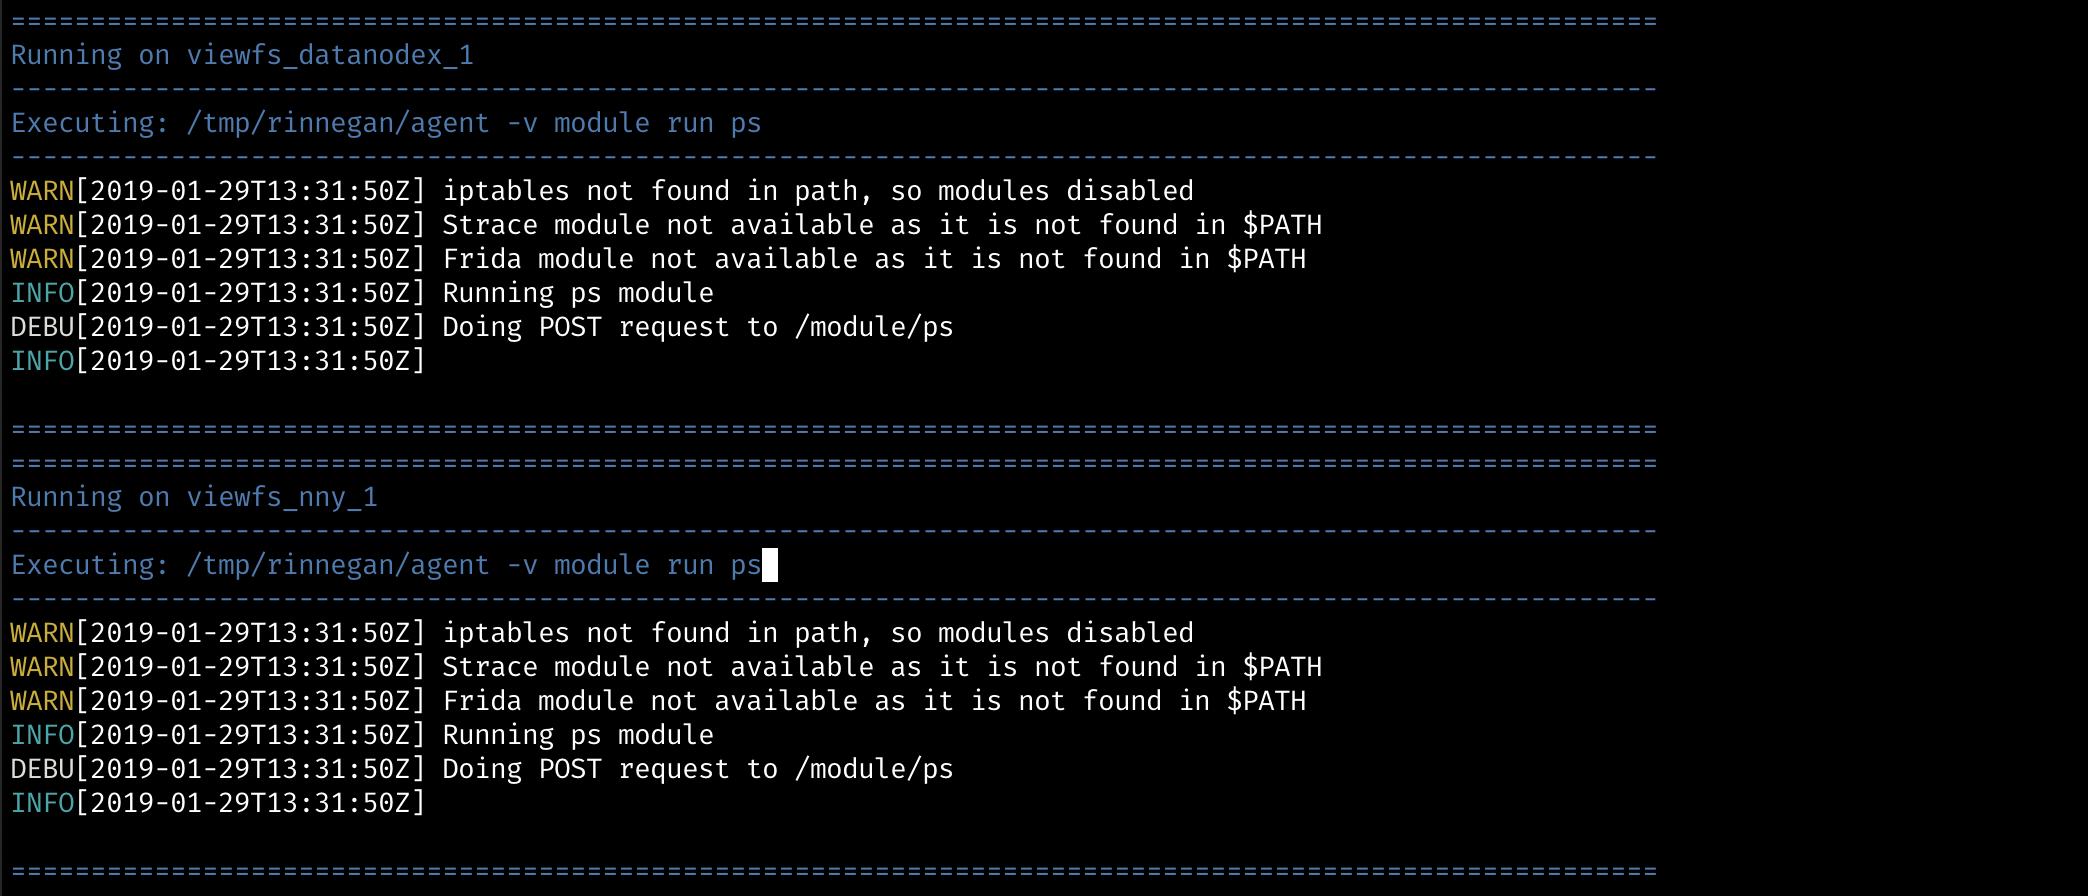 =======================================================================================================
Running on viewfs_datanodex_1
-------------------------------------------------------------------------------------------------------
Executing: /tmp/rinnegan/agent -v module run ps
-------------------------------------------------------------------------------------------------------
WARN[2019-01-29T13:31:50Z] iptables not found in path, so modules disabled
WARN[2019-01-29T13:31:50Z] Strace module not available as it is not found in $PATH
WARN[2019-01-29T13:31:50Z] Frida module not available as it is not found in $PATH
INFO[2019-01-29T13:31:50Z] Running ps module
DEBU[2019-01-29T13:31:50Z] Doing POST request to /module/ps
INFO[2019-01-29T13:31:50Z]
=======================================================================================================
=======================================================================================================
Running on viewfs_nny_1
-------------------------------------------------------------------------------------------------------
Executing: /tmp/rinnegan/agent -v module run ps
-------------------------------------------------------------------------------------------------------
WARN[2019-01-29T13:31:50Z] iptables not found in path, so modules disabled
WARN[2019-01-29T13:31:50Z] Strace module not available as it is not found in $PATH
WARN[2019-01-29T13:31:50Z] Frida module not available as it is not found in $PATH
INFO[2019-01-29T13:31:50Z] Running ps module
DEBU[2019-01-29T13:31:50Z] Doing POST request to /module/ps
INFO[2019-01-29T13:31:50Z]
=======================================================================================================